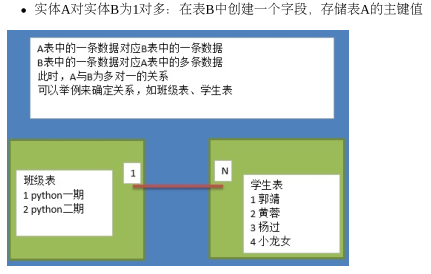 实体A对实体B为1对多：在表B中创建一个字段，存储表A的主键值
A表中的一条数据对应B表中的一条数据
B表中的一条数据对应A表中的多条数据
此时，A与B为多对一的关系
可以举例来确定关系，如班级表、学生表
1
N
班级表
1 python一期
2 python二期
学生表
1 郭靖
2 黄蓉
3 杨过
4 小龙女